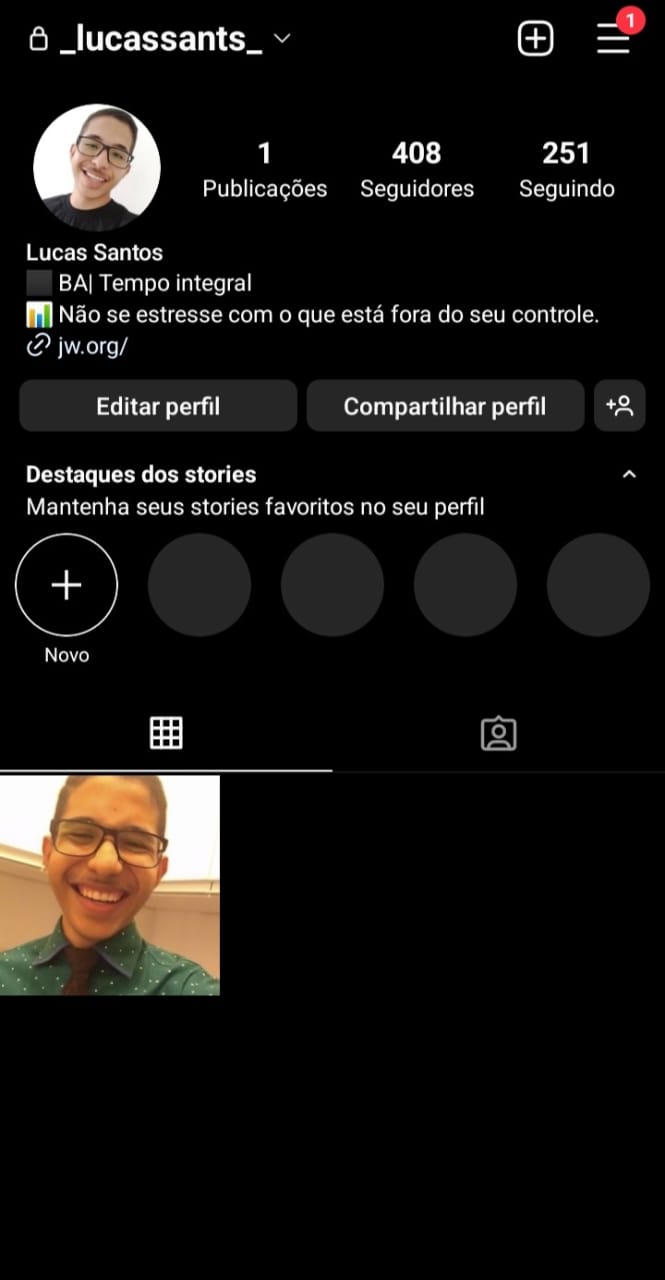 _lucassants_
1
1 408 251
Publicações Seguidores Seguindo
Lucas Santos
BA| Tempo integral
Não se estresse com o que está fora do seu controle.
jw.org/
Editar perfil Compartilhar perfil
Destaques dos stories
Mantenha seus stories favoritos no seu perfil
Novo